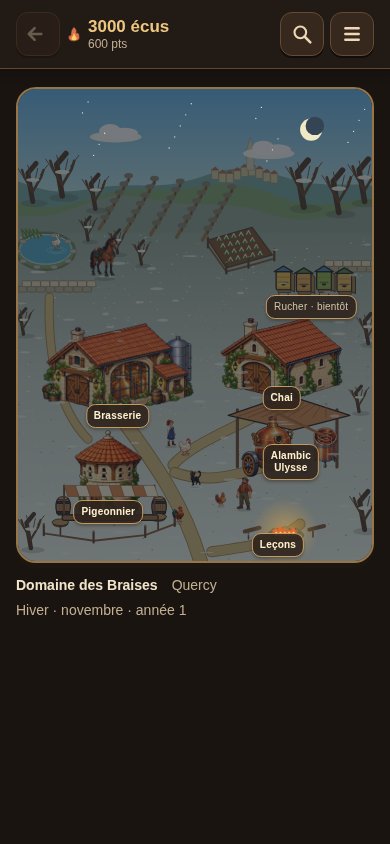 3000 écus
600 pts
Rucher · bientôt
Chai
Brasserie
Alambic
Ulysse
Pigeonnier
Leçons
Domaine des Braises Quercy
Hiver · novembre · année 1